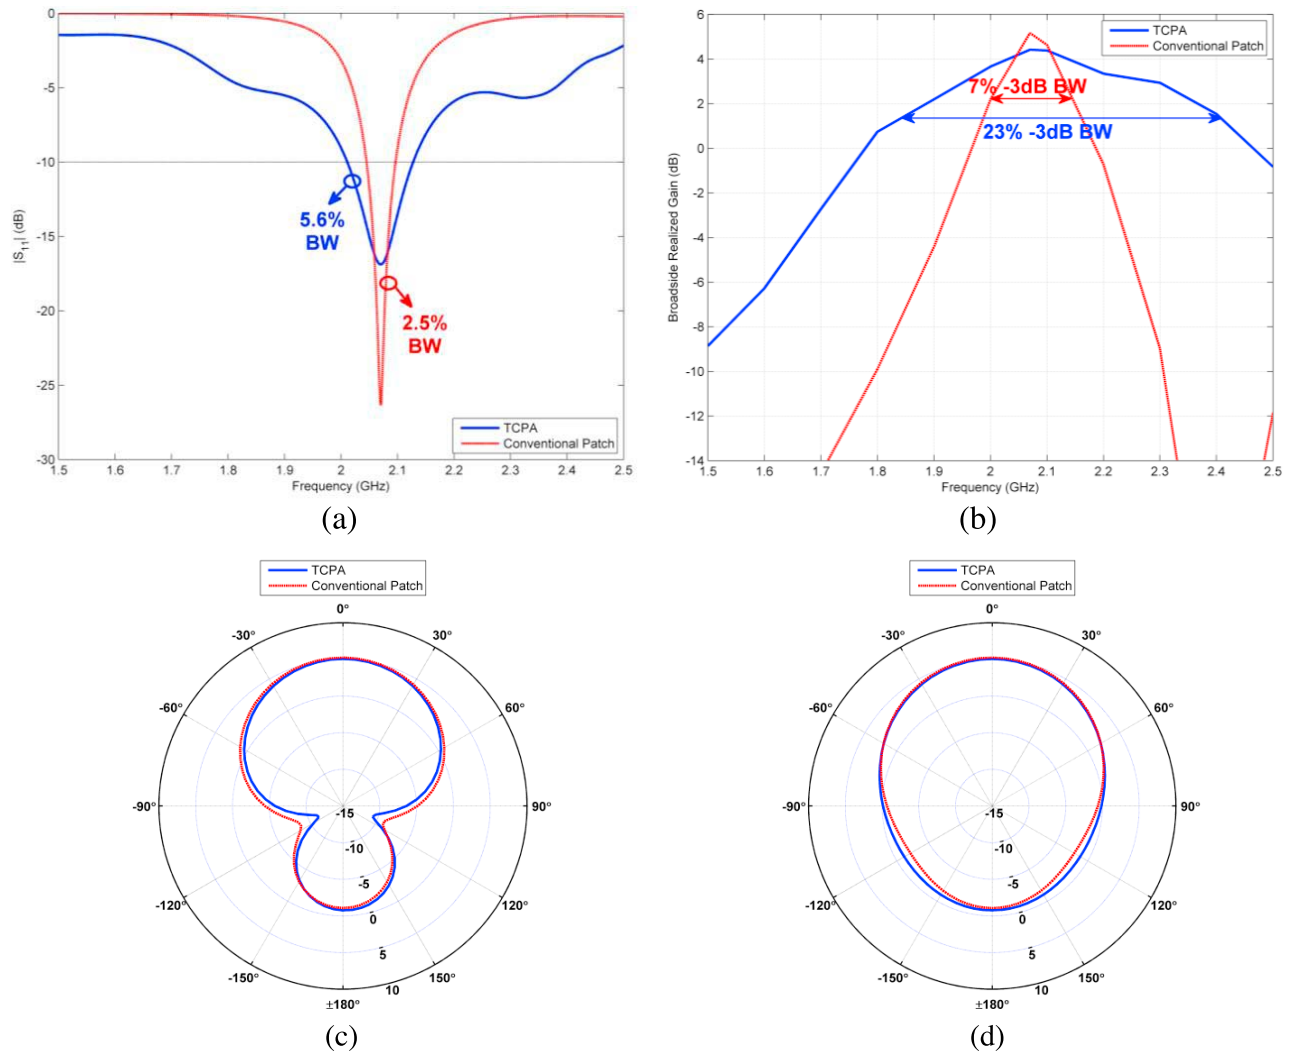 0
-5
-10
-15
-20
-25
-30
|S11| (dB)
5.6%
BW
2.5%
BW
TCPA
Conventional Patch
1.5 1.6 1.7 1.8 1.9 2 2.1 2.2 2.3 2.4 2.5
Frequency (GHz)
(a)
6
4
2
0
-2
-4
-6
-8
-10
-12
-14
Broadside Realized Gain (dB)
TCPA
Conventional Patch
7% -3dB BW
23% -3dB BW
1.5 1.6 1.7 1.8 1.9 2 2.1 2.2 2.3 2.4 2.5
Frequency (GHz)
(b)
TCPA
Conventional Patch
0°
-30° 30°
-60° 60°
-90° 90°
-15
-10
-5
-120° 120°
0
5
-150° 150°
10
±180°
(c)
TCPA
Conventional Patch
0°
-30° 30°
-60° 60°
-90° 90°
-15
-10
-5
-120° 120°
0
5
-150° 150°
10
±180°
(d)